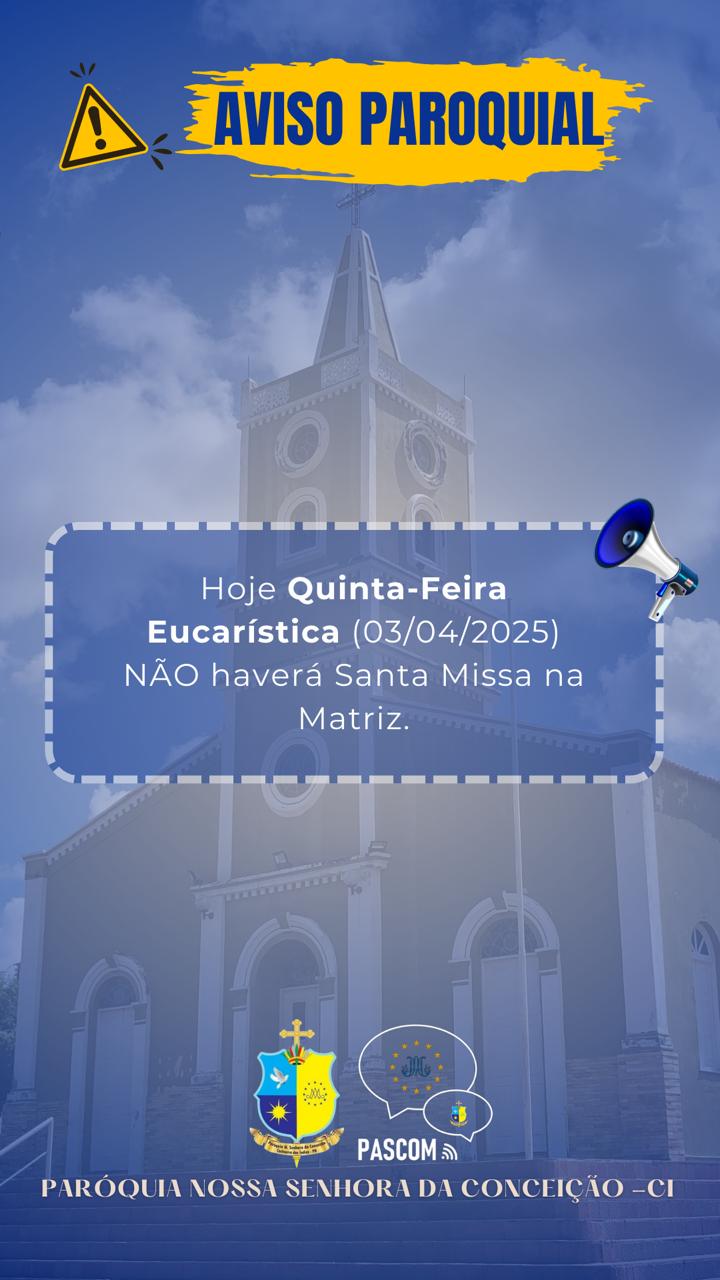 AVISO PAROQUIAL
Hoje Quinta-Feira
Eucarística (03/04/2025)
NÃO haverá Santa Missa na
Matriz.
PASCOM
PARÓQUIA NOSSA SENHORA DA CONCEIÇÃO –CI